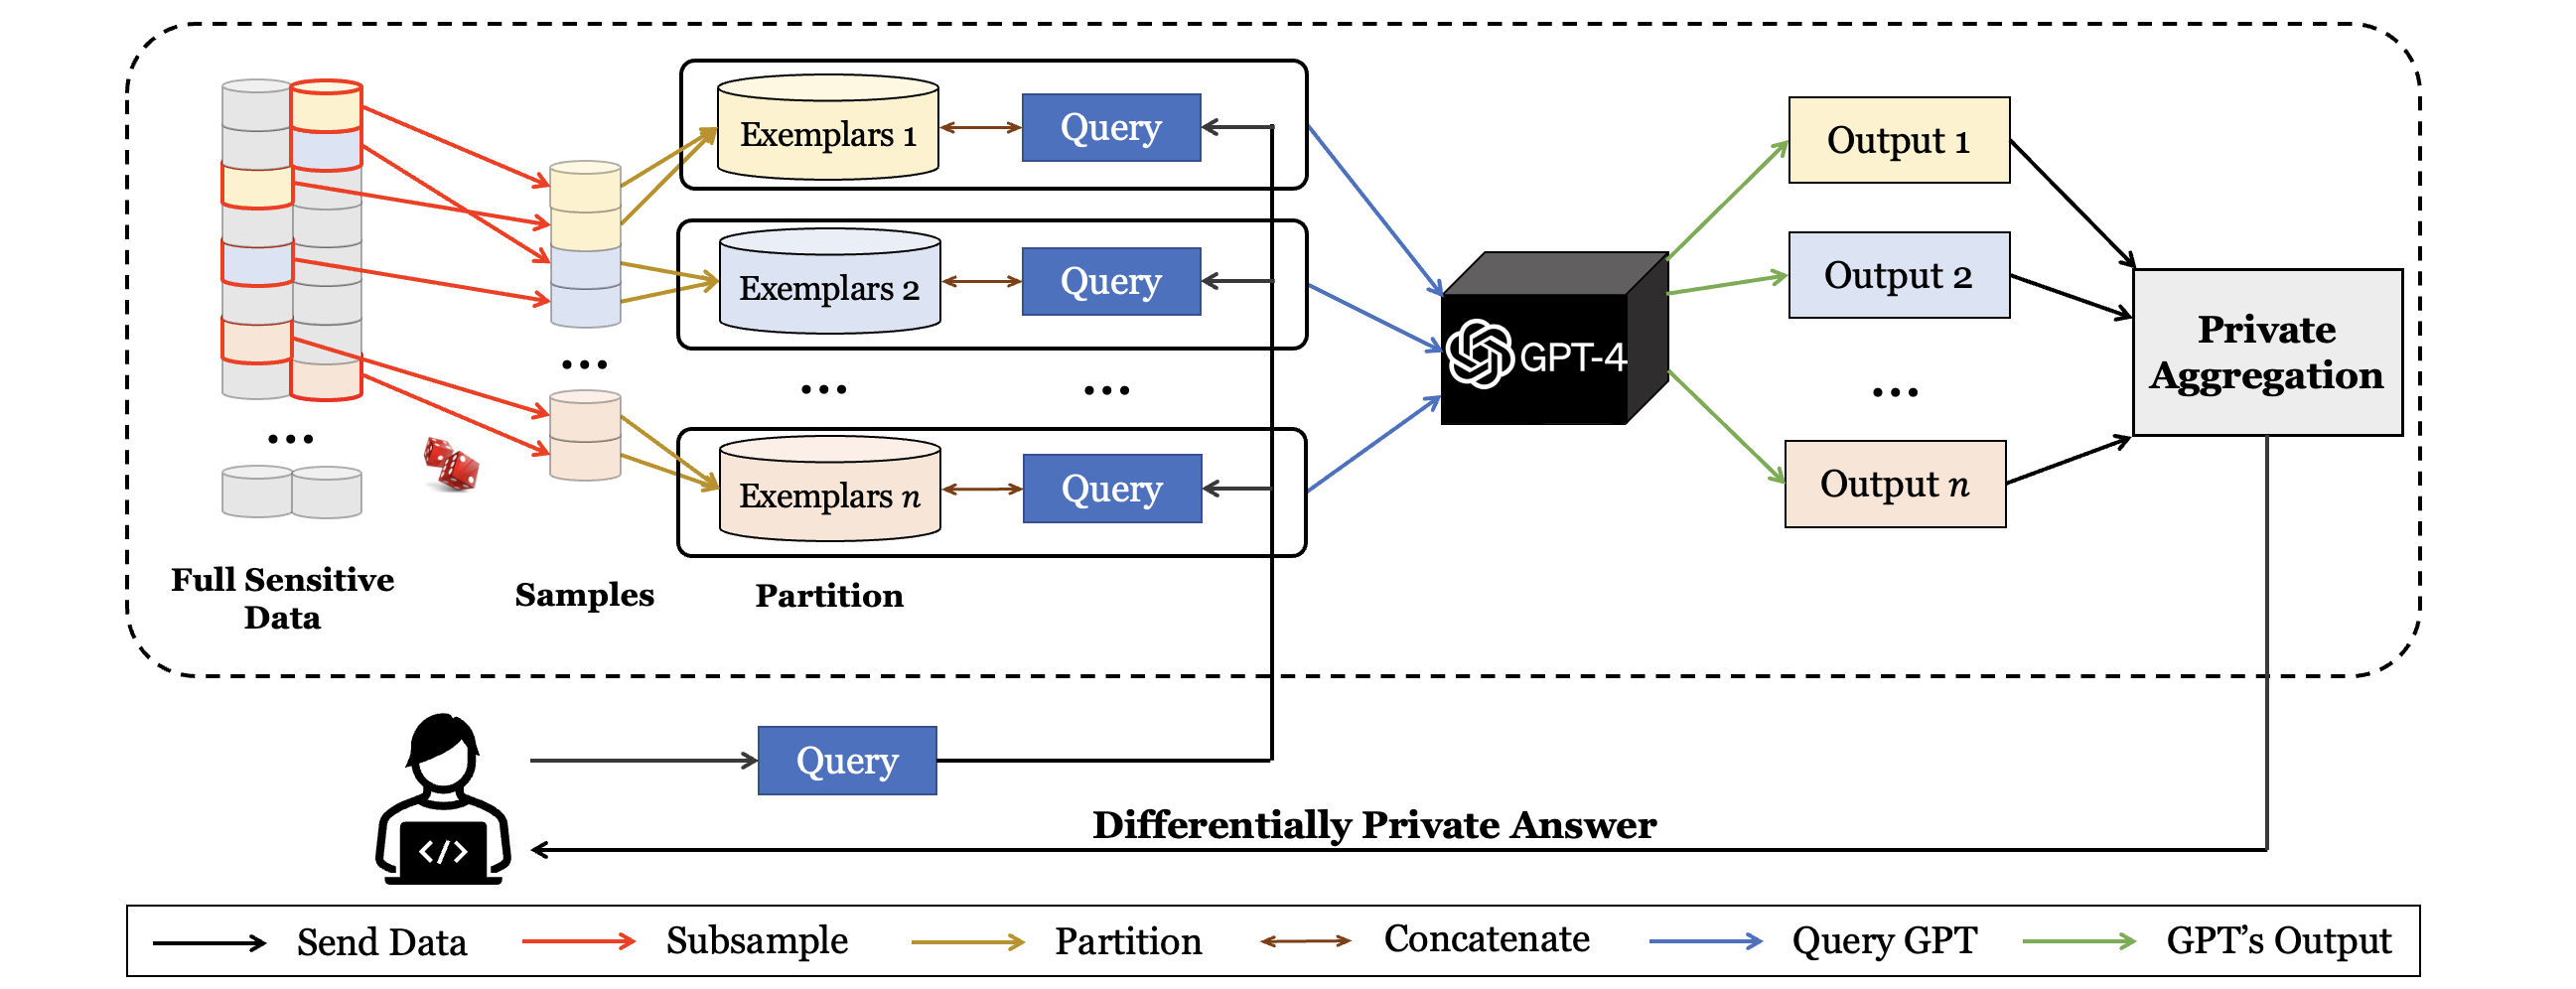 Exemplars 1
Query
Output 1
Exemplars 2
Query
Output 2
...
GPT-4
Private
Aggregation
...
...
...
...
Exemplars n
Query
Output n
Full Sensitive
Data
Samples
Partition
Query
Differentially Private Answer
</>
Send Data
Subsample
Partition
Concatenate
Query GPT
GPT's Output